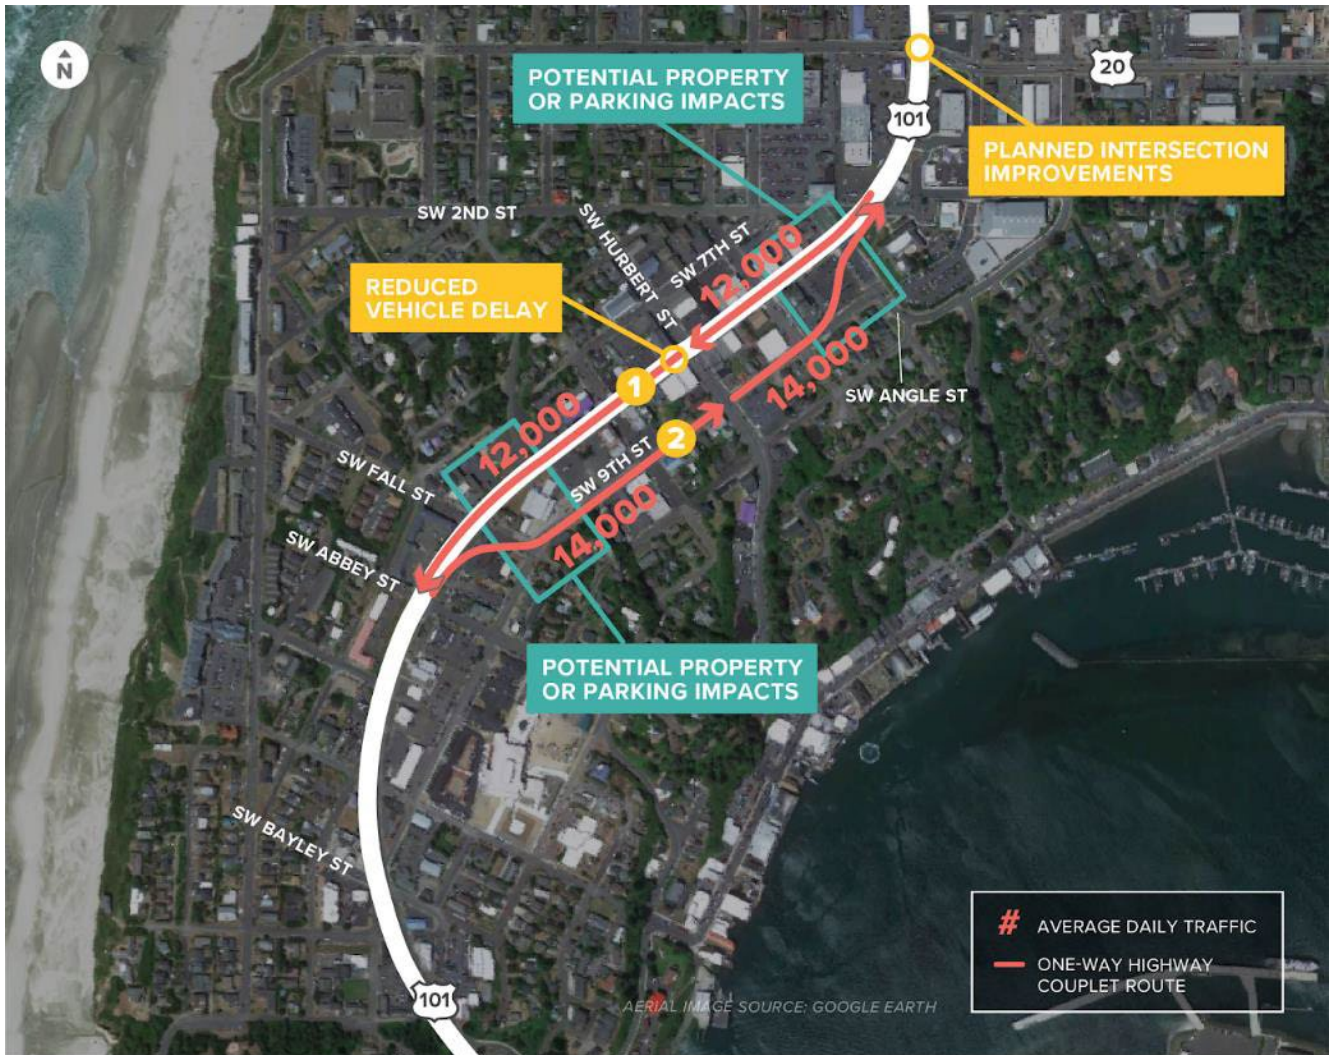 N
POTENTIAL PROPERTY
OR PARKING IMPACTS
20
101
PLANNED INTERSECTION
IMPROVEMENTS
SW 2ND ST
SW HURBERT ST
SW 7TH ST
12,000
REDUCED
VEHICLE DELAY
14,000
SW ANGLE ST
1
12,000
2
SW 9TH ST
SW FALL ST
14,000
SW ABBEY ST
POTENTIAL PROPERTY
OR PARKING IMPACTS
SW BAYLEY ST
101
# AVERAGE DAILY TRAFFIC
ONE-WAY HIGHWAY
COUPLET ROUTE
AERIAL IMAGE SOURCE: GOOGLE EARTH